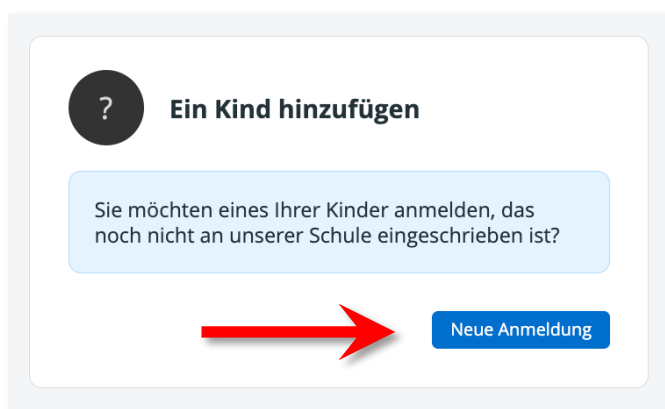 ?
Ein Kind hinzufügen
Sie möchten eines Ihrer Kinder anmelden, das
noch nicht an unserer Schule eingeschrieben ist?
Neue Anmeldung